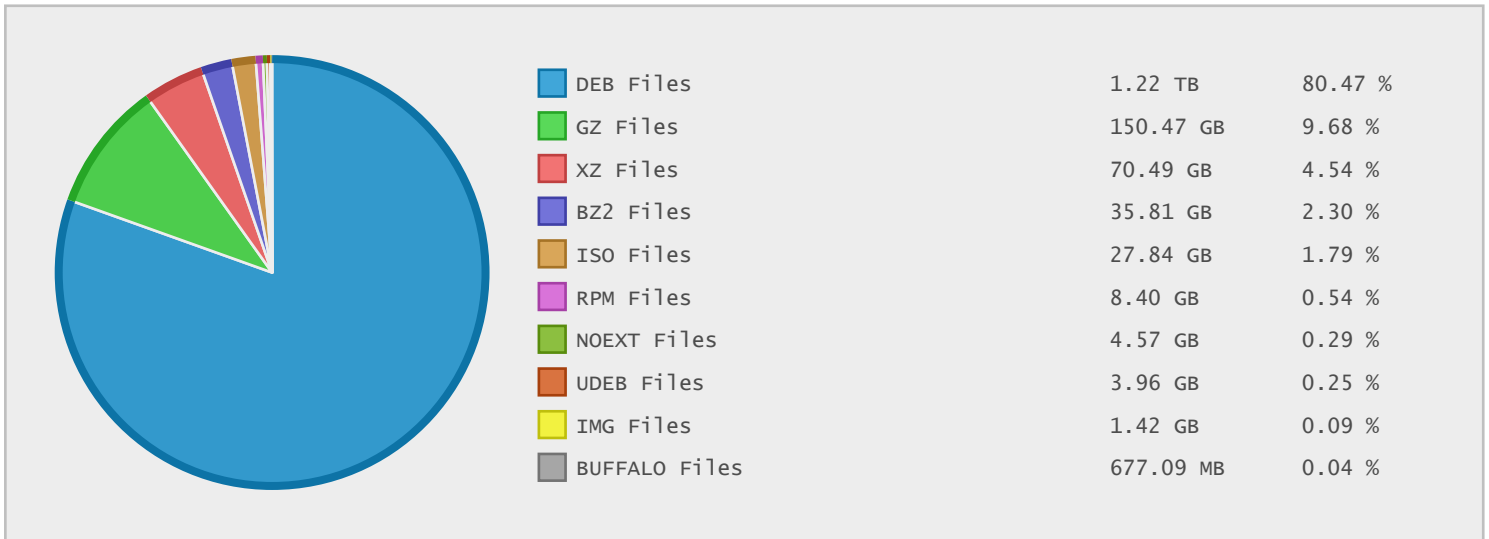 DEB Files 1.22 TB 80.47 %
GZ Files 150.47 GB 9.68 %
XZ Files 70.49 GB 4.54 %
BZ2 Files 35.81 GB 2.30 %
ISO Files 27.84 GB 1.79 %
RPM Files 8.40 GB 0.54 %
NOEXT Files 4.57 GB 0.29 %
UDEB Files 3.96 GB 0.25 %
IMG Files 1.42 GB 0.09 %
BUFFALO Files 677.09 MB 0.04 %